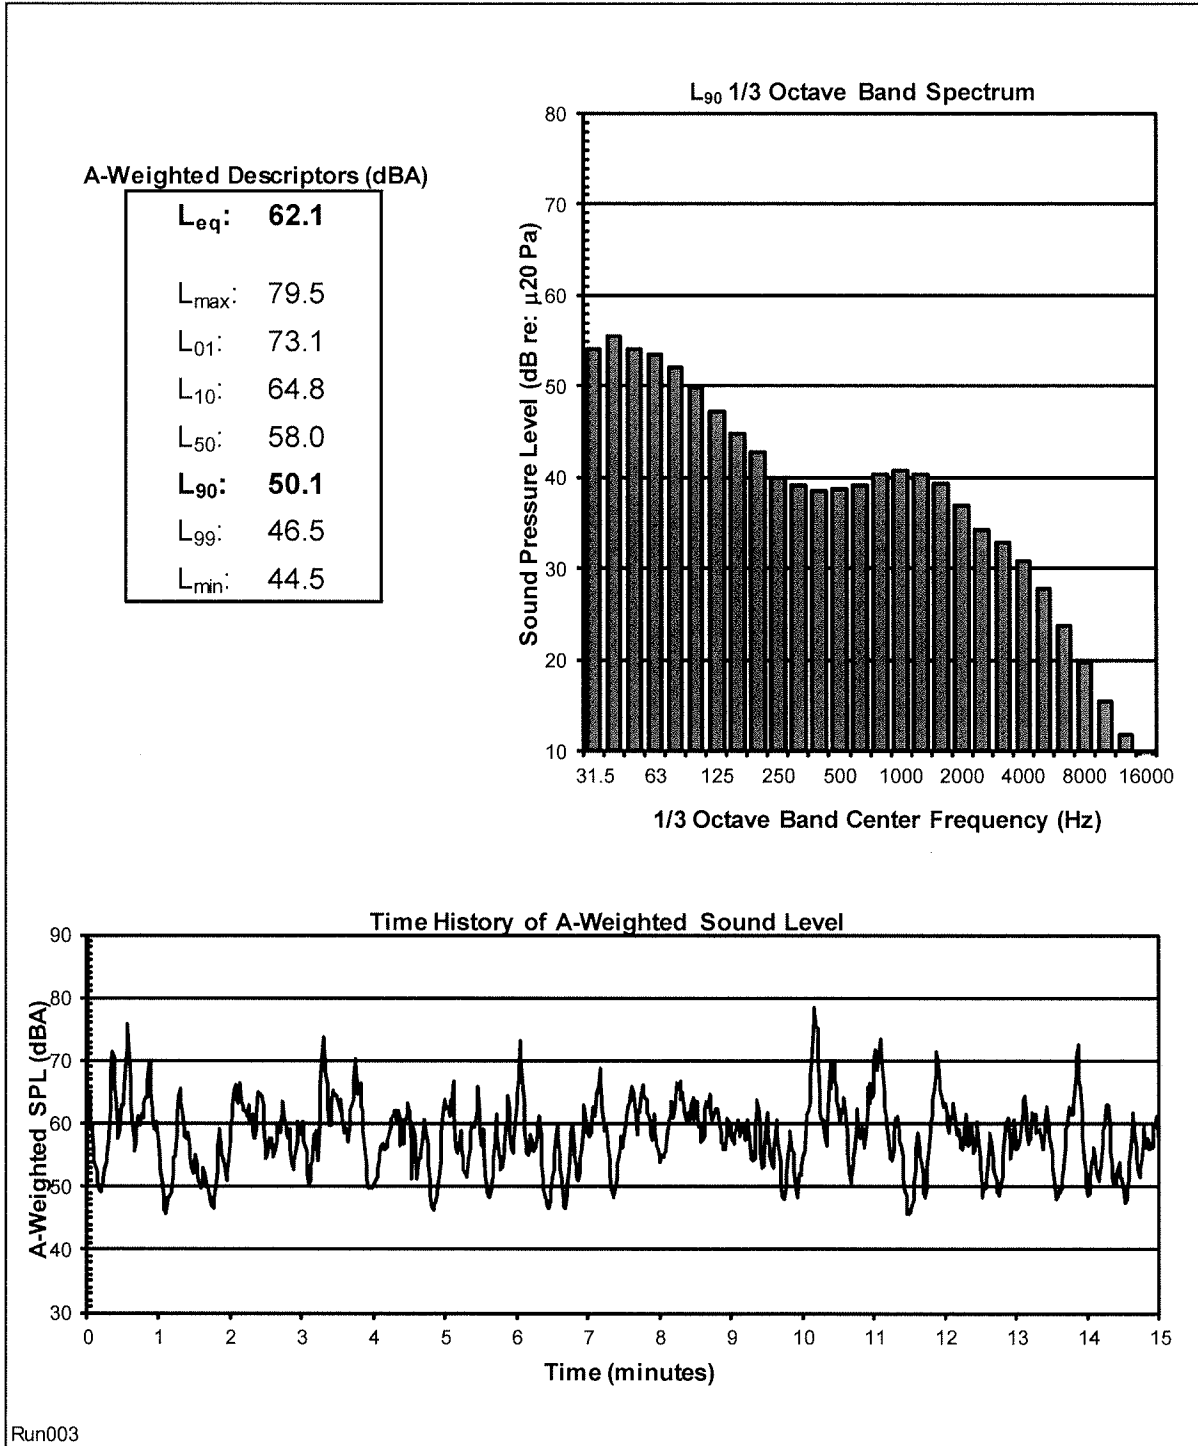 L90 1/3 Octave Band Spectrum
A-Weighted Descriptors (dBA)
Leq: 62.1
Lmax: 79.5
L01: 73.1
L10: 64.8
L50: 58.0
L90: 50.1
L99: 46.5
Lmin: 44.5
Sound Pressure Level (dB re: µ20 Pa)
80
70
60
50
40
30
20
10
31.5 63 125 250 500 1000 2000 4000 8000 16000
1/3 Octave Band Center Frequency (Hz)
Time History of A-Weighted Sound Level
A-Weighted SPL (dBA)
90
80
70
60
50
40
30
0 1 2 3 4 5 6 7 8 9 10 11 12 13 14 15
Time (minutes)
Run003